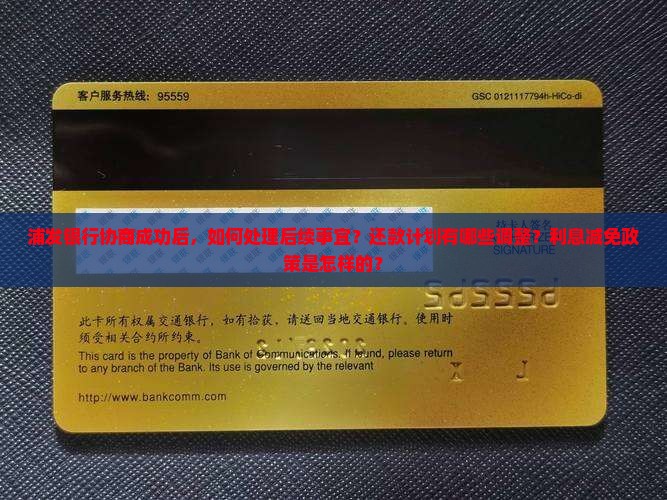 客户服务热线：95559
GSC 0121117794h-HiCo-di
浦发银行协商成功后，如何处理后续事宜？还款计划有哪些调整？利息减免政
策是怎样的？
持卡人签名
SIGNATURE
此卡所有权属交通银行，如有拾获，请送回当地交通银行。使用时
须受相关合约所约束。
This card is the property of Bank of Communications. If found, please return
to any branch of the Bank. Its use is governed by the relevant
http://www.bankcomm.com